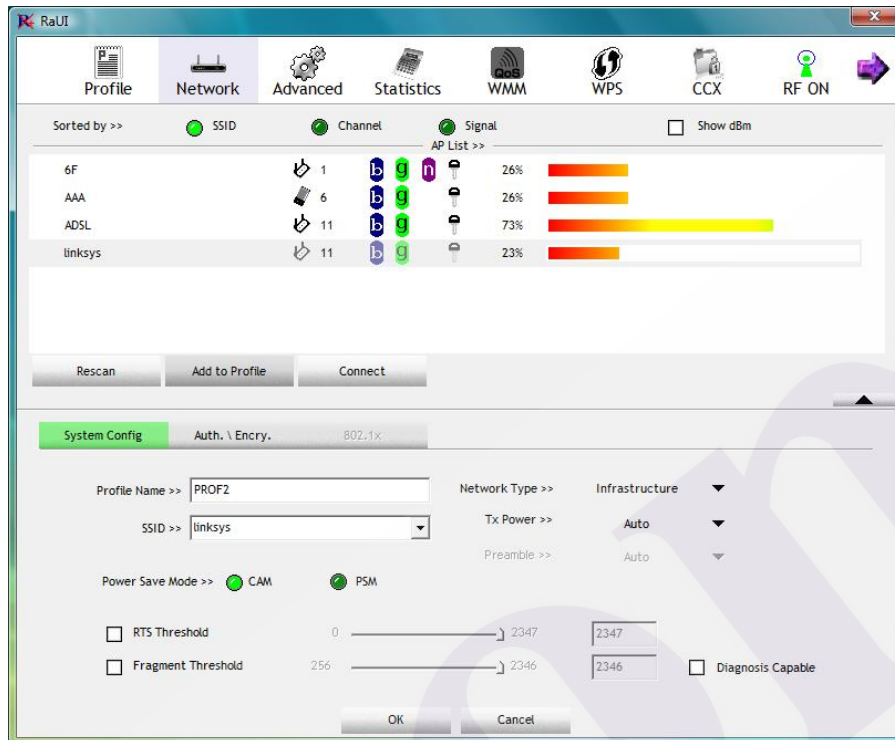 RaUI
Profile Network Advanced Statistics QoS WMM WPS CCX RF ON
Sorted by >> SSID Channel Signal Show dBm
AP List >>
6F 1 b g n 26%
AAA 6 b g 26%
ADSL 11 b g 73%
linksys 11 b g 23%
Rescan Add to Profile Connect
System Config Auth. \ Encry. 802.1x
Profile Name >> PROF2 Network Type >> Infrastructure
SSID >> linksys Tx Power >> Auto
Preamble >> Auto
Power Save Mode >> CAM PSM
RTS Threshold 0 2347 2347
Fragment Threshold 256 2346 2346 Diagnosis Capable
OK Cancel